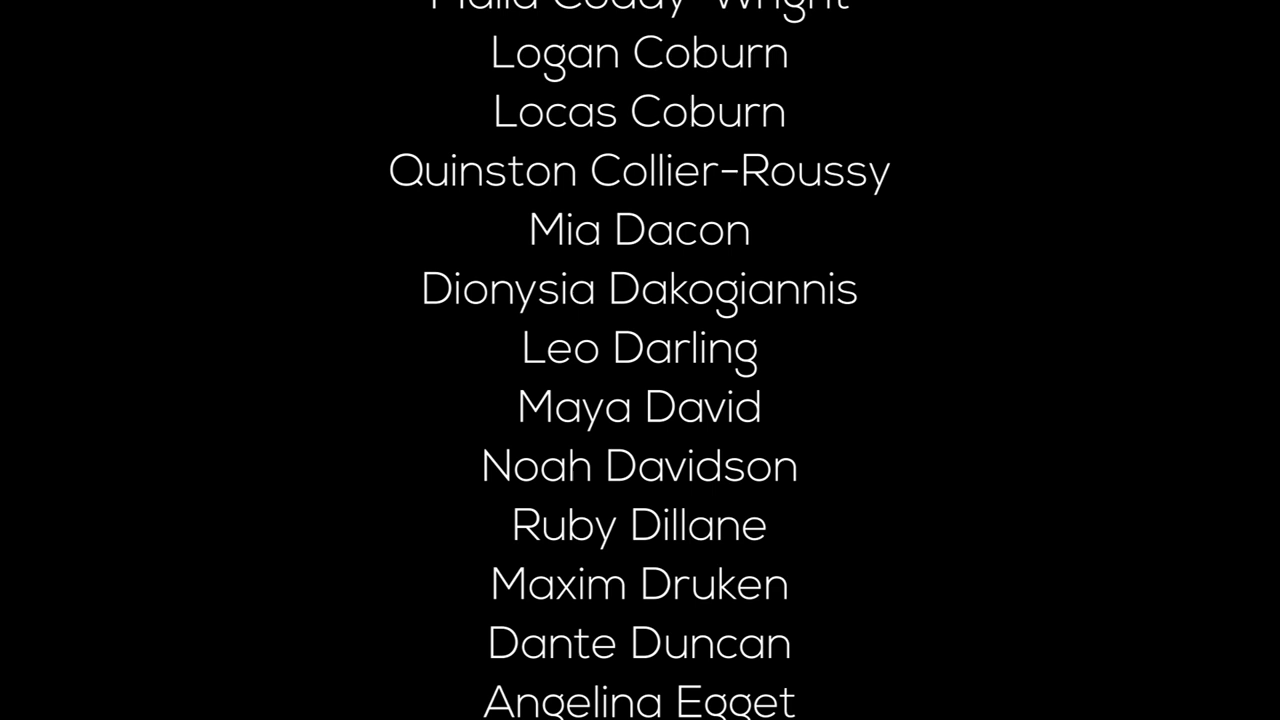 Logan Coburn
Locas Coburn
Quinston Collier-Roussy
Mia Dacon
Dionysia Dakogiannis
Leo Darling
Maya David
Noah Davidson
Ruby Dillane
Maxim Druken
Dante Duncan
Angelina Egget